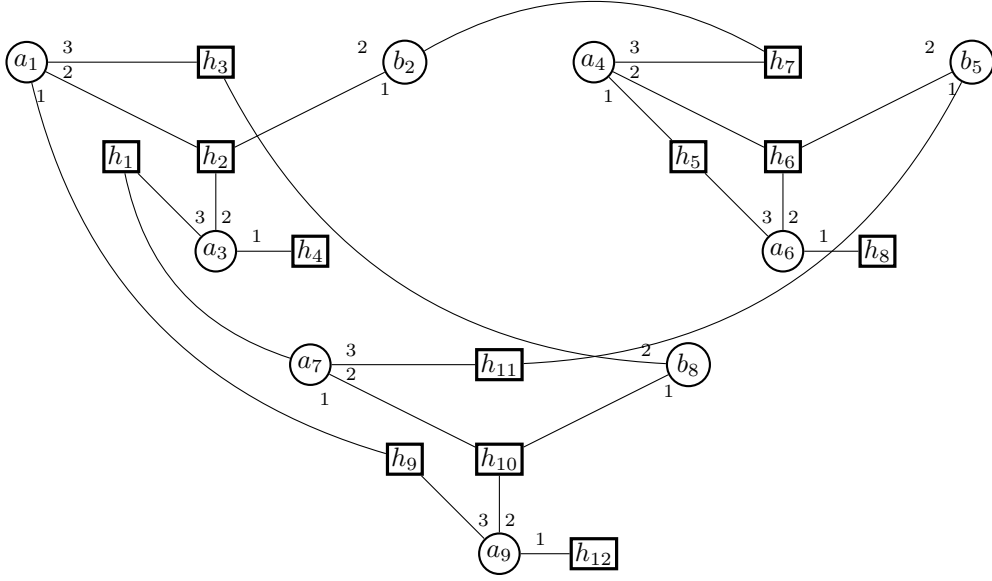 a₁ 3 h₃ 2 b₂ a₄ 3 h₇ 2 b₅
2 2
1 1 1 1
h₁ h₂ h₅ h₆
3 2 3 2
a₃ 1 h₄ a₆ 1 h₈
a₇ 3 h₁₁ 2 b₈
2
1 1
h₉ h₁₀
3 2
a₉ 1 h₁₂